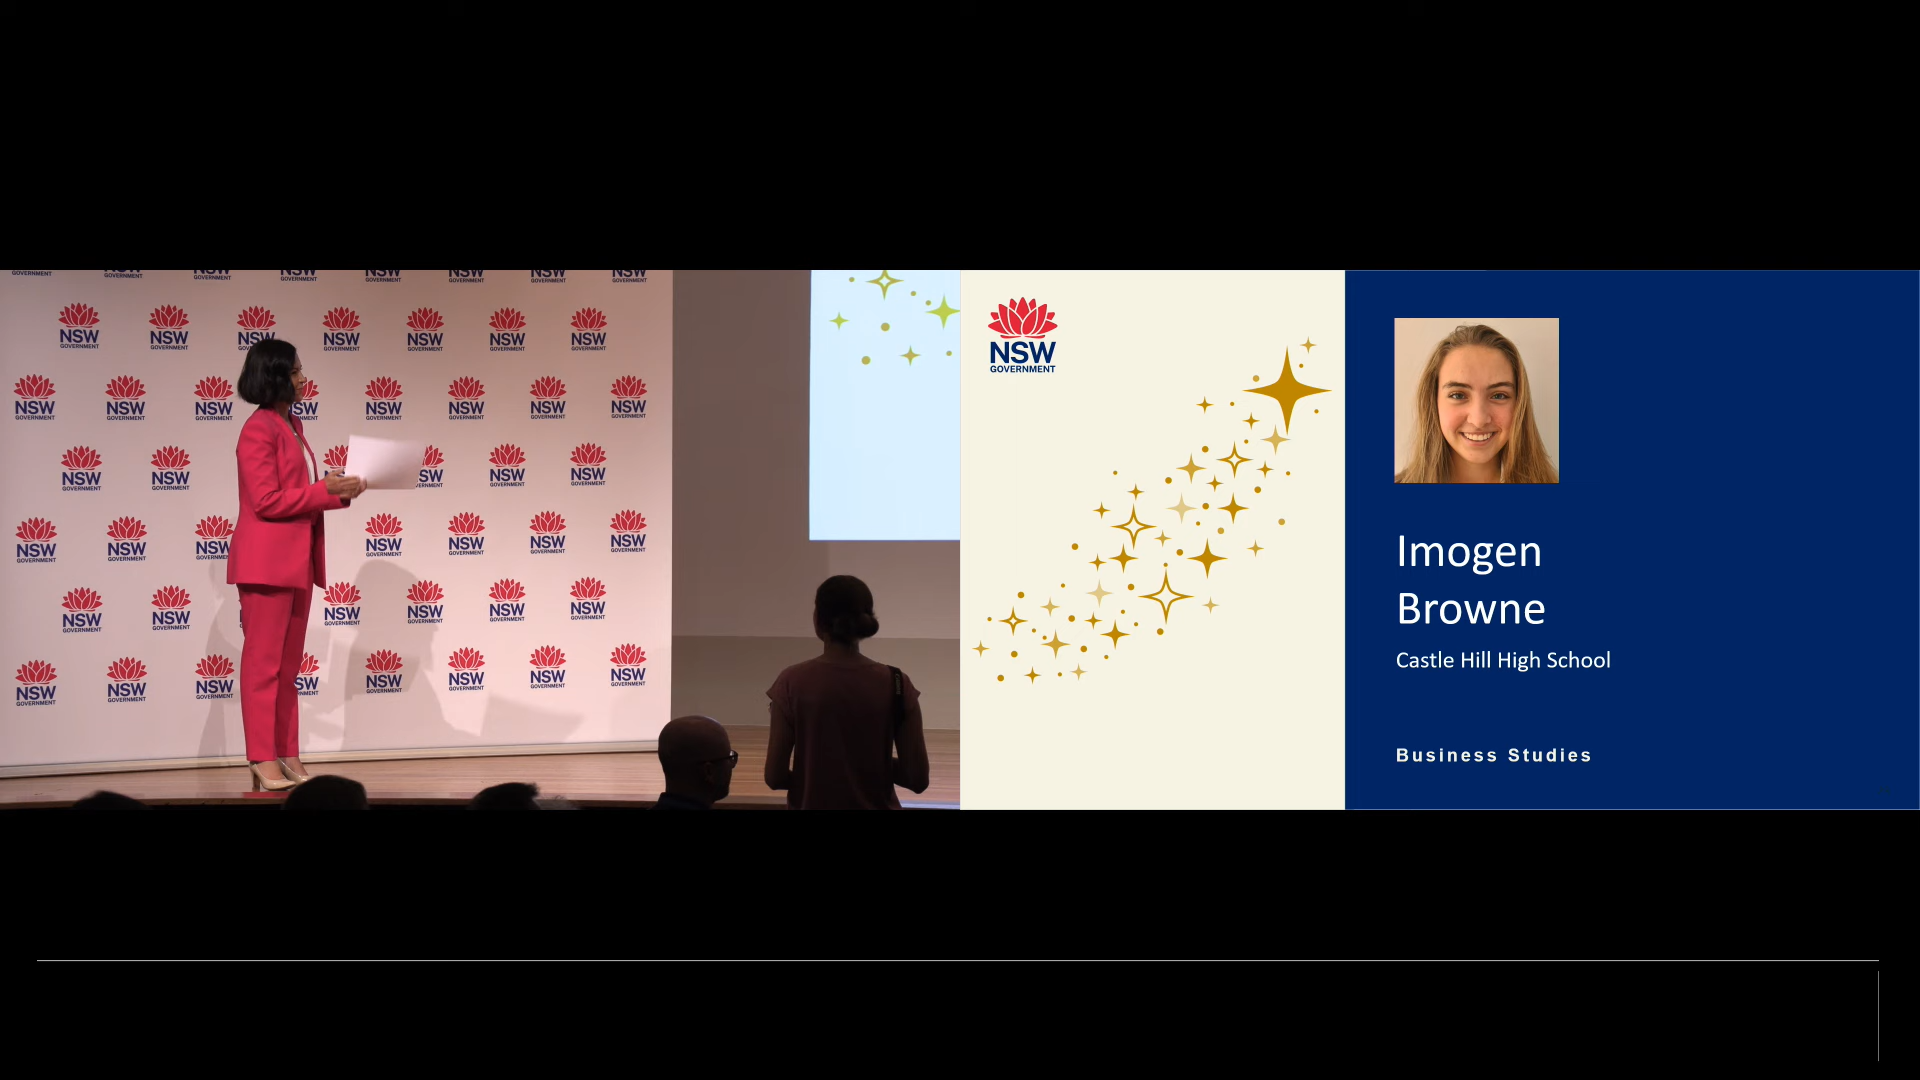 NSW
GOVERNMENT
Imogen
Browne
Castle Hill High School
Business Studies